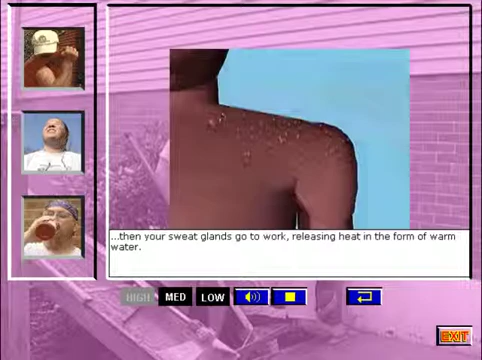 ...then your sweat glands go to work, releasing heat in the form of warm
water.
HIGH MED LOW
EXIT